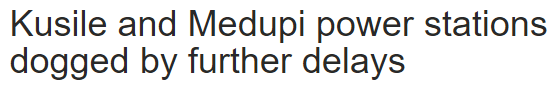 Kusile and Medupi power stations
dogged by further delays